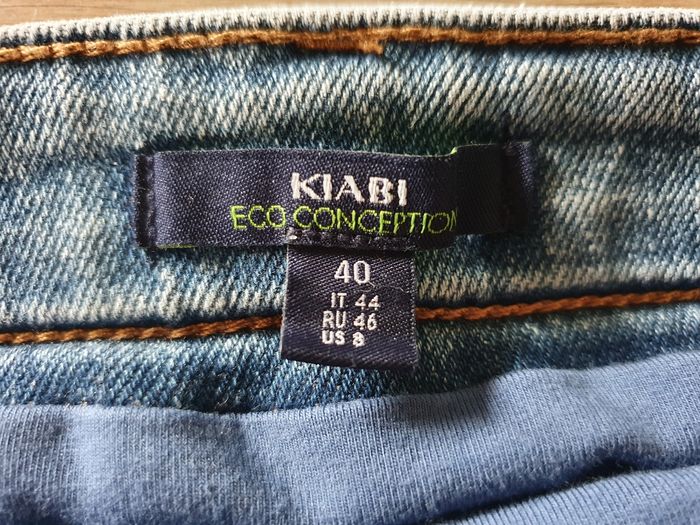 KIABI
ECO CONCEPTION
40
IT 44
RU 46
US 8